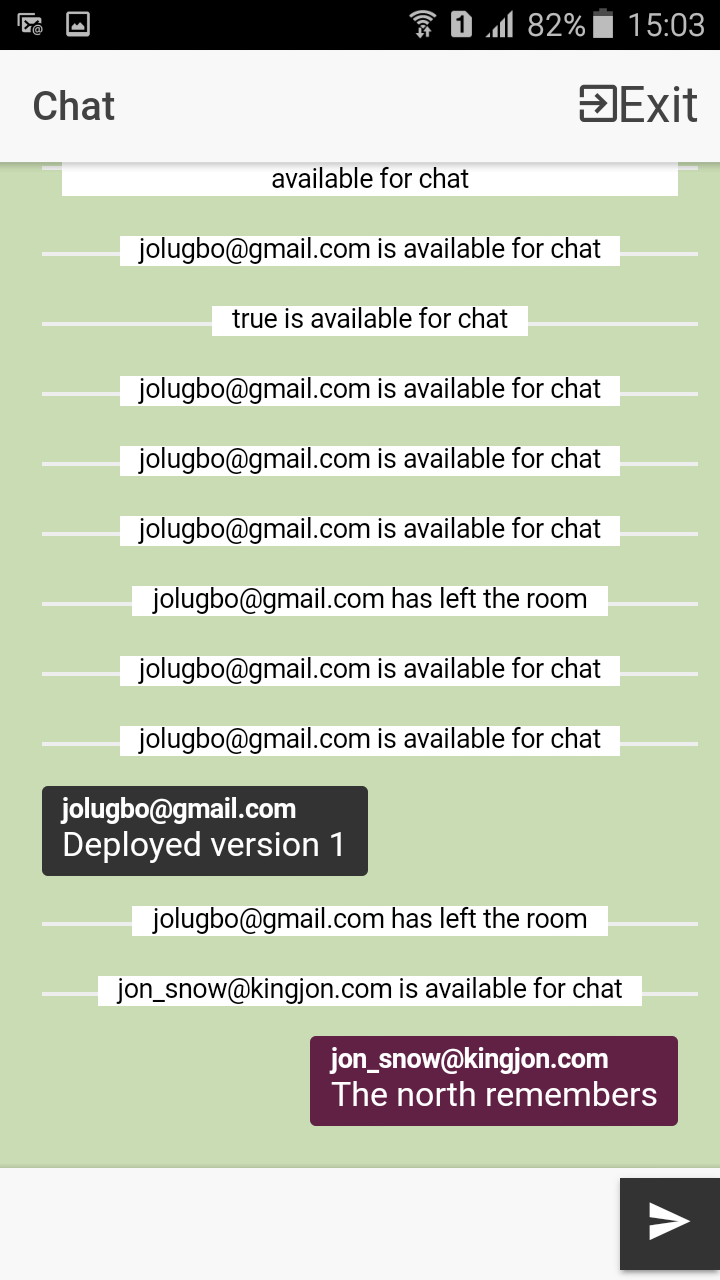 82% 15:03
Chat Exit
available for chat
jolugbo@gmail.com is available for chat
true is available for chat
jolugbo@gmail.com is available for chat
jolugbo@gmail.com is available for chat
jolugbo@gmail.com is available for chat
jolugbo@gmail.com has left the room
jolugbo@gmail.com is available for chat
jolugbo@gmail.com is available for chat
jolugbo@gmail.com
Deployed version 1
jolugbo@gmail.com has left the room
jon_snow@kingjon.com is available for chat
jon_snow@kingjon.com
The north remembers